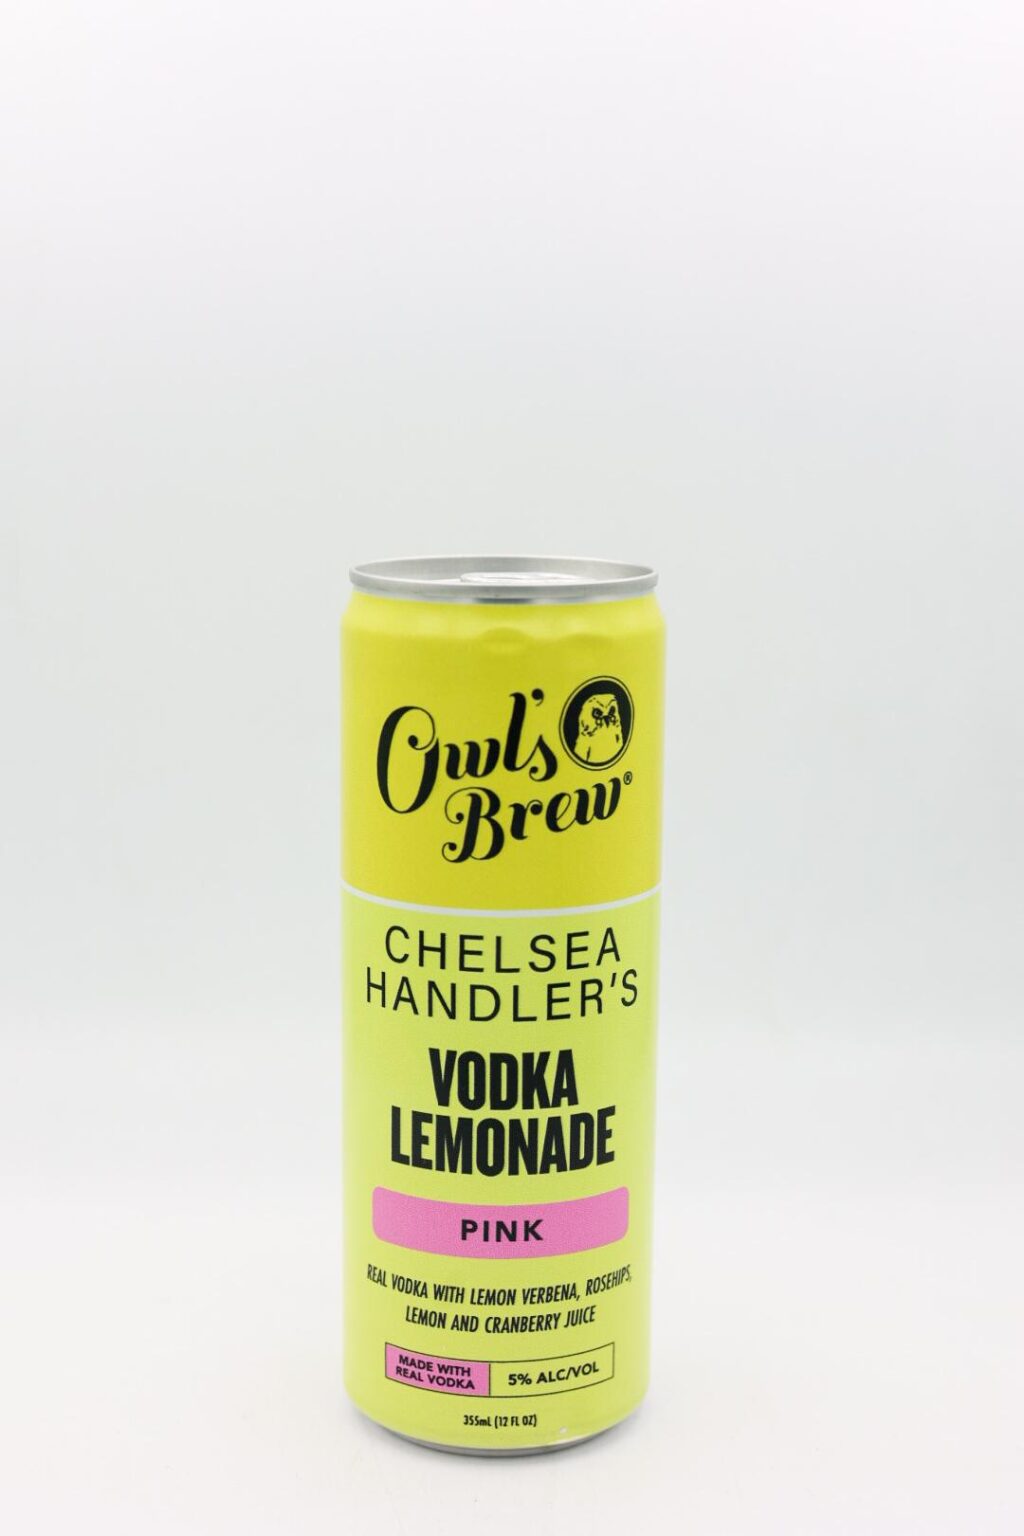 Owl's
Brew®
CHELSEA
HANDLER'S
VODKA
LEMONADE
PINK
REAL VODKA WITH LEMON VERBENA, ROSEHIPS,
LEMON AND CRANBERRY JUICE
MADE WITH
REAL VODKA
5% ALC/VOL
355mL (12 FL OZ)